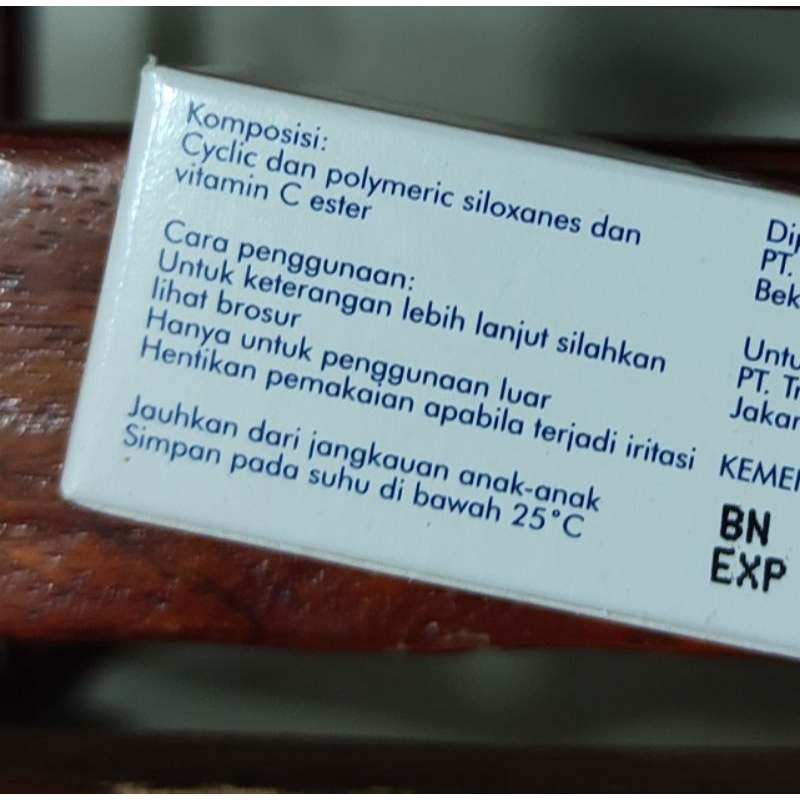 Komposisi:
Cyclic dan polymeric siloxanes dan
vitamin C ester
Cara penggunaan:
Untuk keterangan lebih lanjut silahkan
lihat brosur
Hanya untuk penggunaan luar
Hentikan pemakaian apabila terjadi iritasi
Jauhkan dari jangkauan anak-anak
Simpan pada suhu di bawah 25°C
PT.
BN
EXP